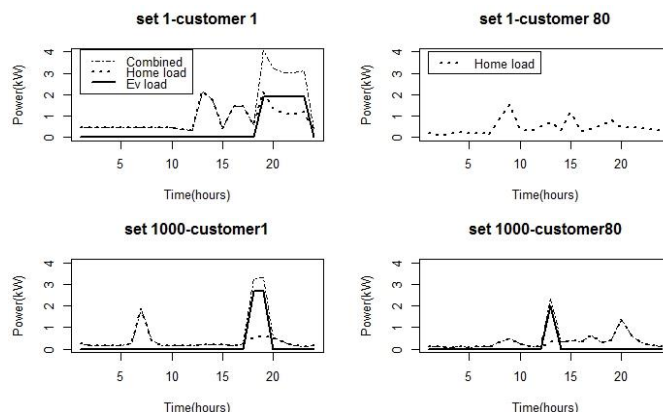 set 1-customer 1
Power(kW)
0 1 2 3 4
Combined
Home load
Ev load
5 10 15 20
Time(hours)
set 1-customer 80
Power(kW)
0 1 2 3 4
Home load
5 10 15 20
Time(hours)
set 1000-customer1
Power(kW)
0 1 2 3 4
5 10 15 20
Time(hours)
set 1000-customer80
Power(kW)
0 1 2 3 4
5 10 15 20
Time(hours)